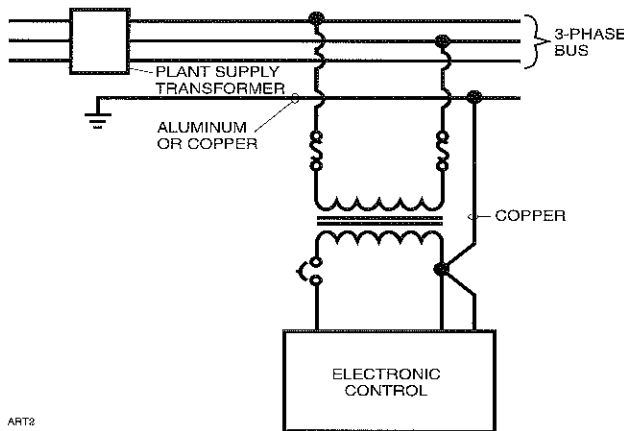 3-PHASE
BUS
PLANT SUPPLY
TRANSFORMER
ALUMINUM
OR COPPER
COPPER
ELECTRONIC
CONTROL
ART2